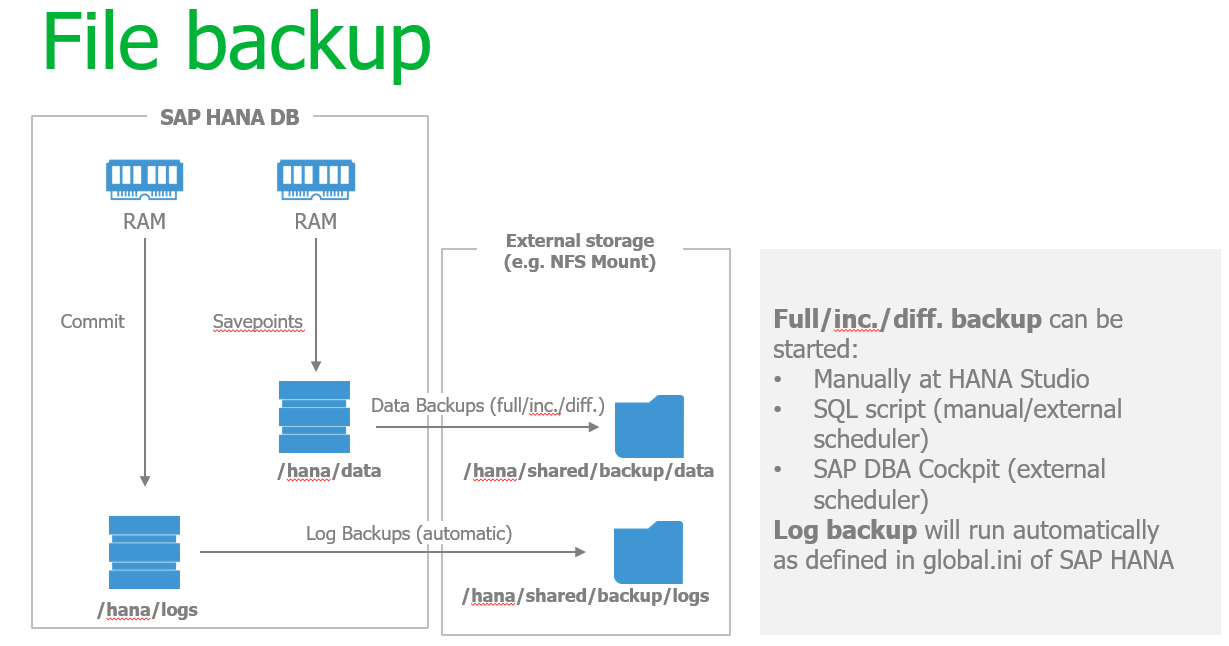 File backup
SAP HANA DB
RAM
RAM
Commit
Savepoints
/hana/data
/hana/logs
Data Backups (full/inc./diff.)
Log Backups (automatic)
External storage
(e.g. NFS Mount)
/hana/shared/backup/data
/hana/shared/backup/logs
Full/inc./diff. backup can be
started:
• Manually at HANA Studio
• SQL script (manual/external
scheduler)
• SAP DBA Cockpit (external
scheduler)
Log backup will run automatically
as defined in global.ini of SAP HANA